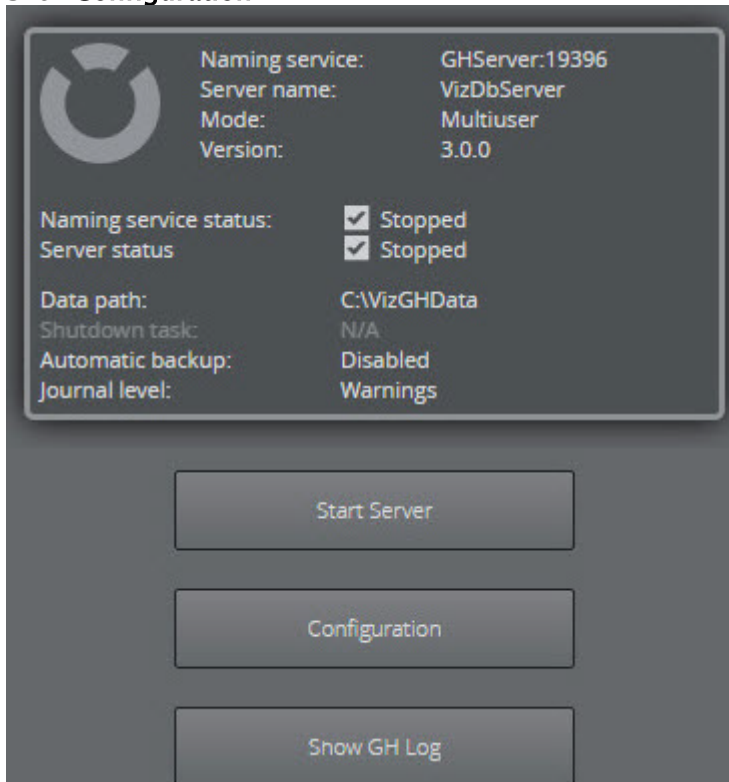 Naming service: GHServer:19396
Server name: VizDbServer
Mode: Multiuser
Version: 3.0.0
Naming service status: Stopped
Server status Stopped
Data path: C:\VizGHData
Shutdown task: N/A
Automatic backup: Disabled
Journal level: Warnings
Start Server
Configuration
Show GH Log